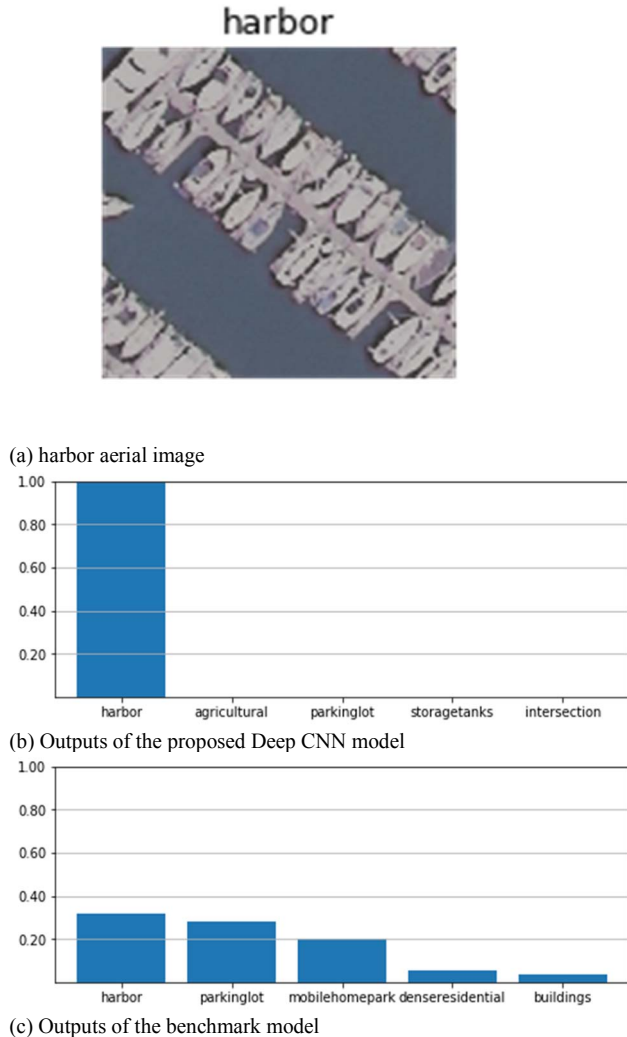 harbor
(a) harbor aerial image
1.00
0.80
0.60
0.40
0.20
harbor agricultural parkinglot storagetanks intersection
(b) Outputs of the proposed Deep CNN model
1.00
0.80
0.60
0.40
0.20
harbor parkinglot mobilehomepark denseresidential buildings
(c) Outputs of the benchmark model